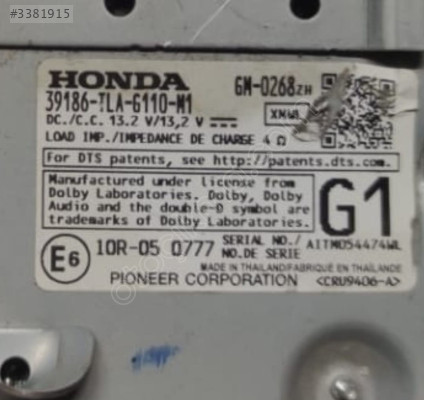 #3381915
HONDA
GM-0268ZH
39186-TLA-G110-M1
DC./C.C. 13.2 V/13,2 V
LOAD IMP./IMPEDANCE DE CHARGE 4 Ω
For DTS patents, see http://patents.dts.com.
Manufactured under license from
Dolby Laboratories. Dolby, Dolby
Audio and the double-D symbol are
trademarks of Dolby Laboratories.
G1
E6
10R-05 0777
SERIAL NO./
NO.DE SERIE
AITM054474WL
MADE IN THAILAND/FABRIQUÉ EN THAILANDE
PIONEER CORPORATION
<CRU9406-A>